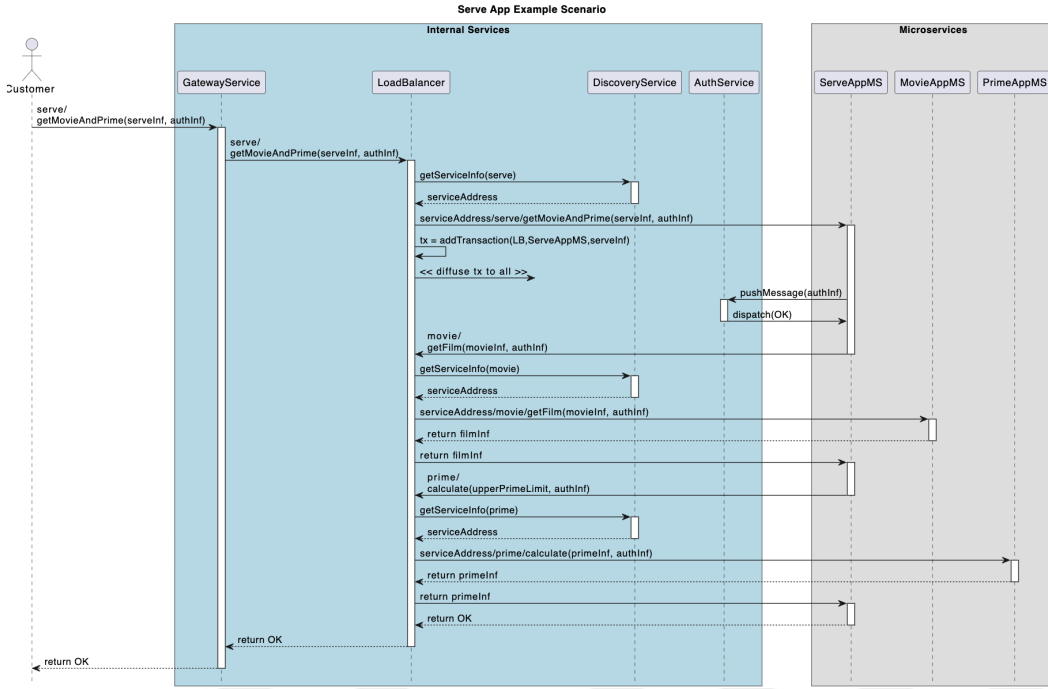 Serve App Example Scenario
Internal Services
Microservices
Customer
GatewayService
LoadBalancer
DiscoveryService
AuthService
ServeAppMS
MovieAppMS
PrimeAppMS
serve/
getMovieAndPrime(serveInf, authInf)
serve/
getMovieAndPrime(serveInf, authInf)
getServiceInfo(serve)
serviceAddress
serviceAddress/serve/getMovieAndPrime(serveInf, authInf)
tx = addTransaction(LB,ServeAppMS,serveInf)
<< diffuse tx to all >>
pushMessage(authInf)
dispatch(OK)
movie/
getFilm(movieInf, authInf)
getServiceInfo(movie)
serviceAddress
serviceAddress/movie/getFilm(movieInf, authInf)
return filmInf
return filmInf
prime/
calculate(upperPrimeLimit, authInf)
getServiceInfo(prime)
serviceAddress
serviceAddress/prime/calculate(primeInf, authInf)
return primeInf
return primeInf
return OK
return OK
return OK